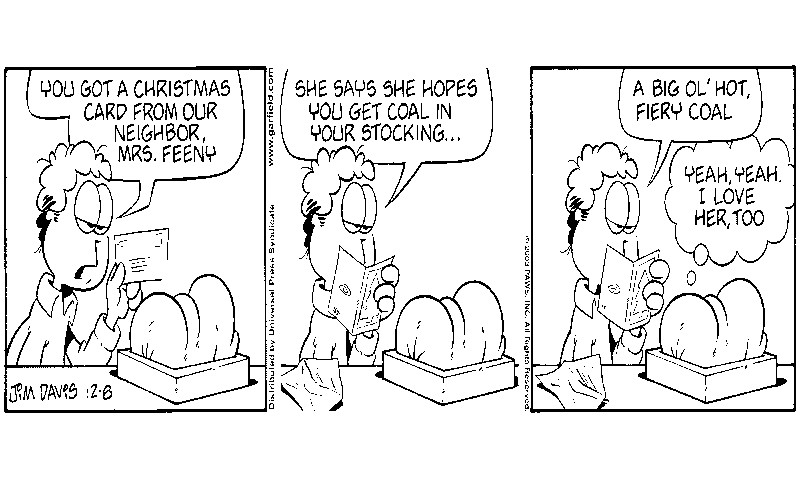 YOU GOT A CHRISTMAS
CARD FROM OUR
NEIGHBOR,
MRS. FEENY
JIM DAVIS 12-8
www.garfield.com
Distributed by Universal Press Syndicate
SHE SAYS SHE HOPES
YOU GET COAL IN
YOUR STOCKING...
© 2003 PAWS, INC. All Rights Reserved.
A BIG OL' HOT,
FIERY COAL
YEAH, YEAH.
I LOVE
HER, TOO